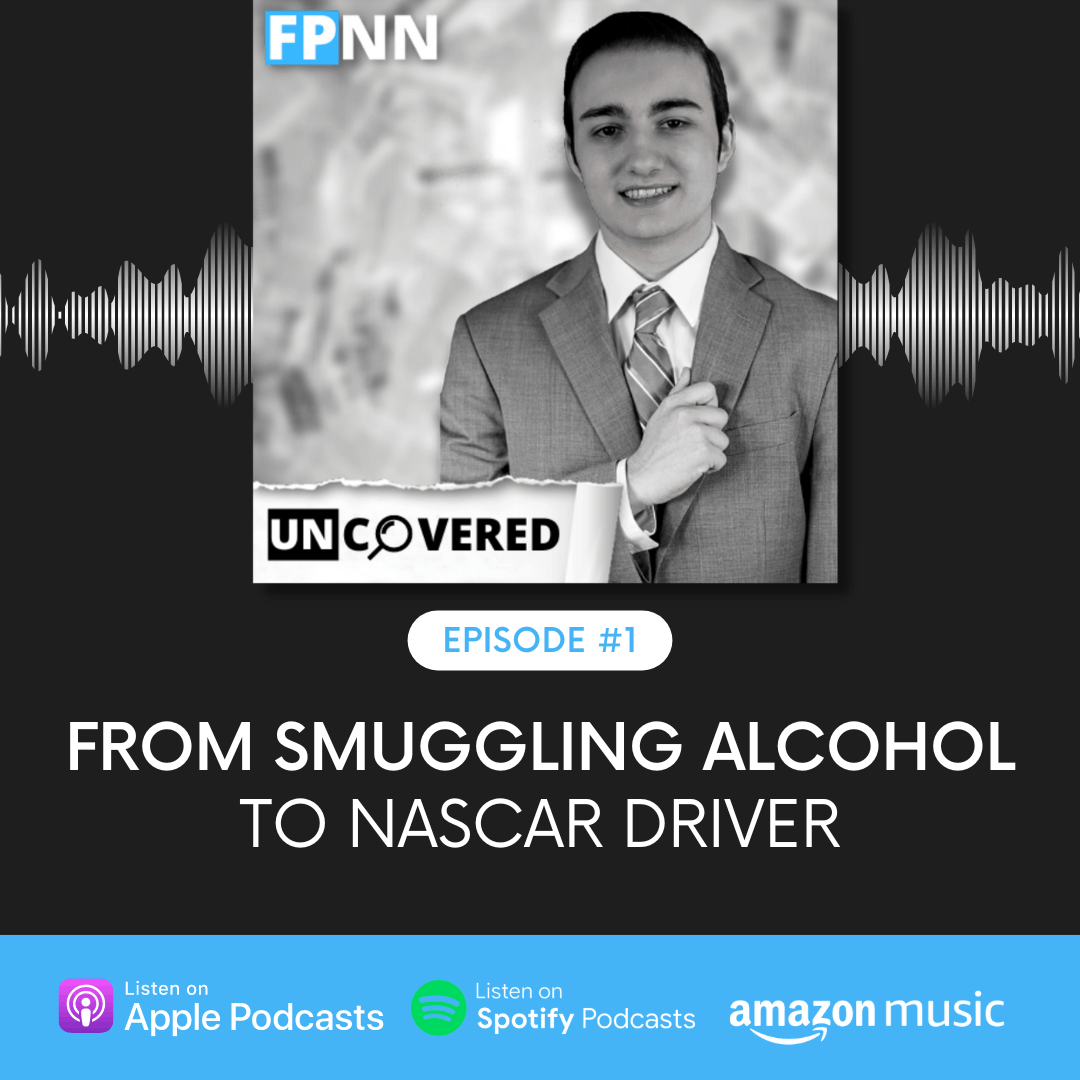 FPNN
UNCOVERED
EPISODE #1
FROM SMUGGLING ALCOHOL
TO NASCAR DRIVER
Listen on
Apple Podcasts
Listen on
Spotify Podcasts
amazon music